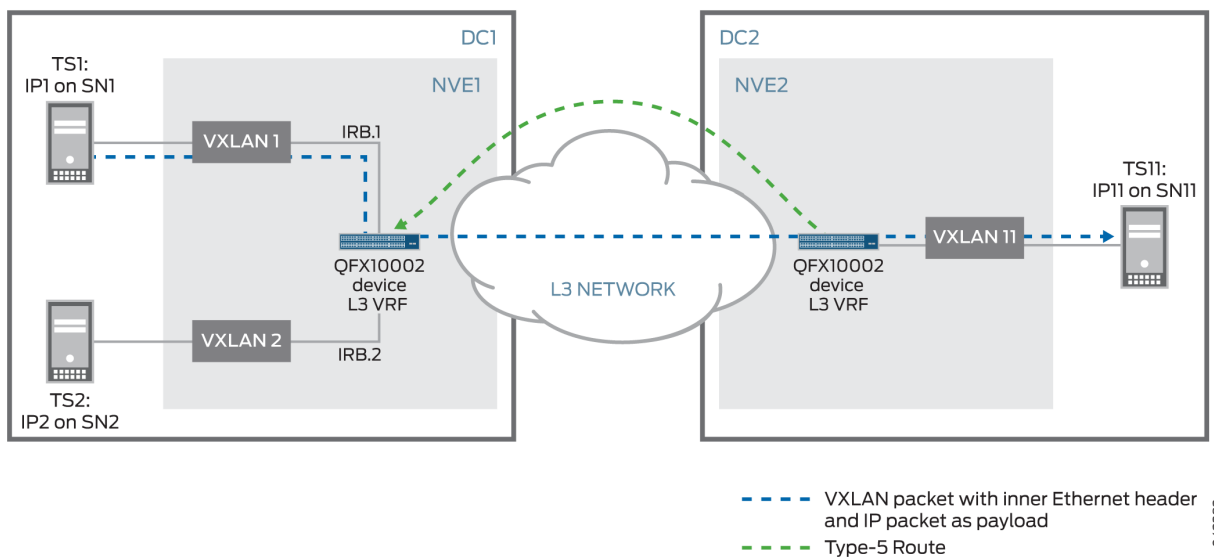 DC1
NVE1
TS1:
IP1 on SN1
VXLAN 1
IRB.1
QFX10002
device
L3 VRF
VXLAN 2
IRB.2
TS2:
IP2 on SN2
L3 NETWORK
DC2
NVE2
QFX10002
device
L3 VRF
VXLAN 11
TS11:
IP11 on SN11
VXLAN packet with inner Ethernet header
and IP packet as payload
Type-5 Route